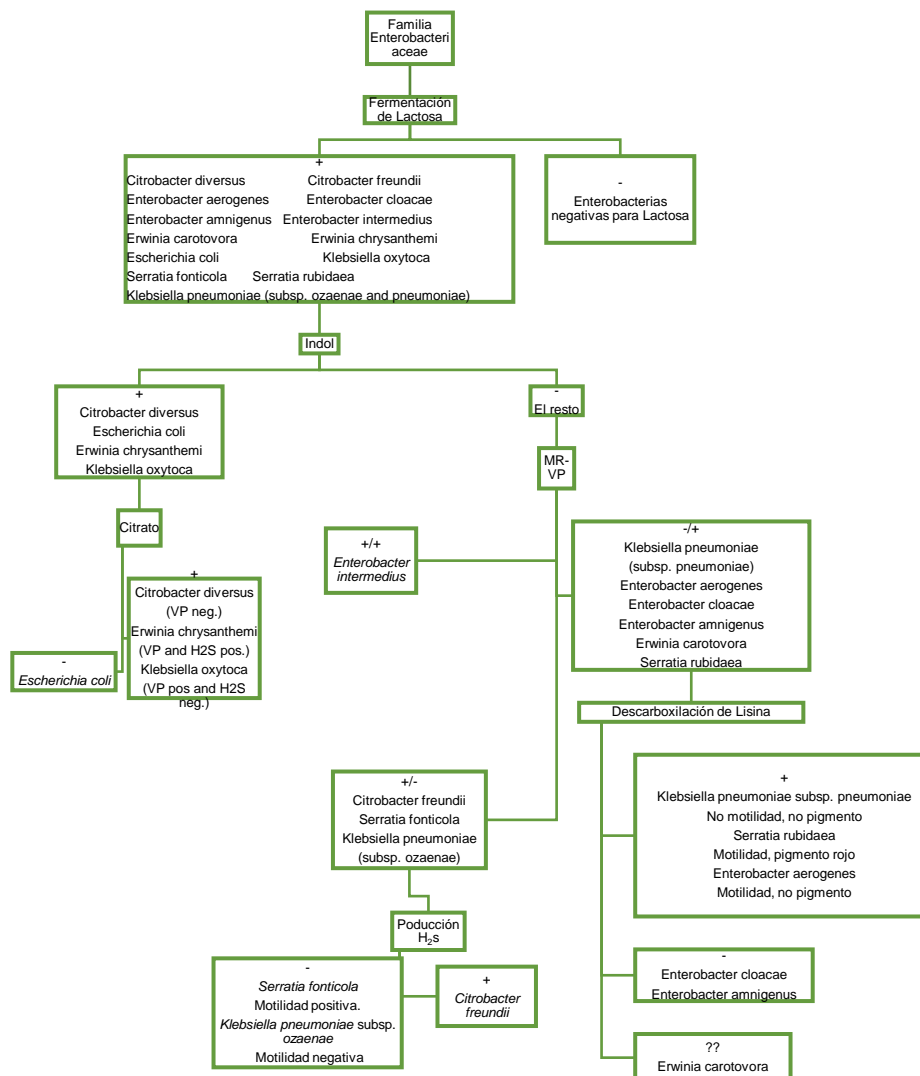 Familia
Enterobacteri
aceae
Fermentación
de Lactosa
+
Citrobacter diversus Citrobacter freundii
Enterobacter aerogenes Enterobacter cloacae
Enterobacter amnigenus Enterobacter intermedius
Erwinia carotovora Erwinia chrysanthemi
Escherichia coli Klebsiella oxytoca
Serratia fonticola Serratia rubidaea
Klebsiella pneumoniae (subsp. ozaenae and pneumoniae)
-
Enterobacterias
negativas para Lactosa
Indol
+
Citrobacter diversus
Escherichia coli
Erwinia chrysanthemi
Klebsiella oxytoca
-
El resto
Citrato
-
Escherichia coli
+
Citrobacter diversus
(VP neg.)
Erwinia chrysanthemi
(VP and H2S pos.)
Klebsiella oxytoca
(VP pos and H2S
neg.)
MR-
VP
+/+
Enterobacter
intermedius
-/+
Klebsiella pneumoniae
(subsp. pneumoniae)
Enterobacter aerogenes
Enterobacter cloacae
Enterobacter amnigenus
Erwinia carotovora
Serratia rubidaea
+/-
Citrobacter freundii
Serratia fonticola
Klebsiella pneumoniae
(subsp. ozaenae)
Poducción
H₂s
-
Serratia fonticola
Motilidad positiva.
Klebsiella pneumoniae subsp.
ozaenae
Motilidad negativa
+
Citrobacter
freundii
Descarboxilación de Lisina
+
Klebsiella pneumoniae subsp. pneumoniae
No motilidad, no pigmento
Serratia rubidaea
Motilidad, pigmento rojo
Enterobacter aerogenes
Motilidad, no pigmento
-
Enterobacter cloacae
Enterobacter amnigenus
??
Erwinia carotovora